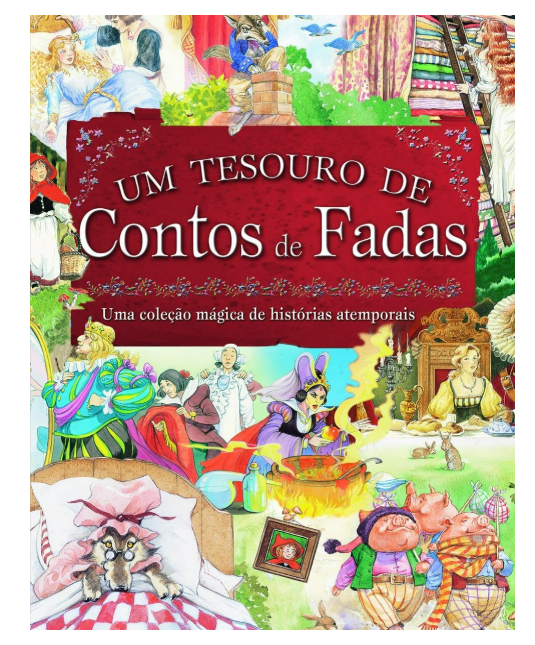 UM TESOURO DE
Contos de Fadas
Uma coleção mágica de histórias atemporais